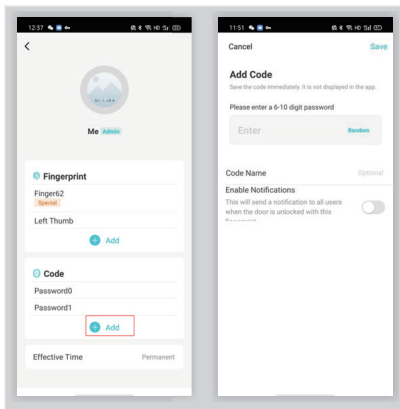 12:37
Me Admin
Fingerprint
Finger62
Special
Left Thumb
Add
Code
Password0
Password1
Add
Effective Time Permanent
11:51
Cancel Save
Add Code
Save the code immediately. It is not displayed in the app.
Please enter a 6-10 digit password
Enter Random
Code Name Optional
Enable Notifications
This will send a notification to all users
when the door is unlocked with this